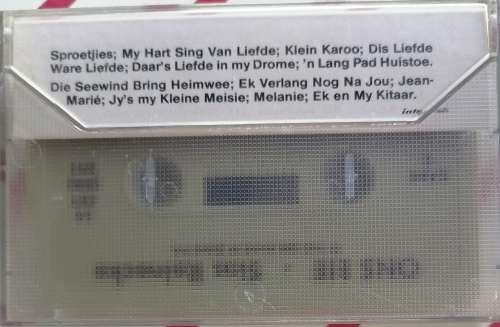 Sproetjies; My Hart Sing Van Liefde; Klein Karoo; Dis Liefde
Ware Liefde; Daar's Liefde in my Drome; 'n Lang Pad Huistoe.
Die Seewind Bring Heimwee; Ek Verlang Nog Na Jou; Jean-
Marié; Jy's my Kleine Meisie; Melanie; Ek en My Kitaar.